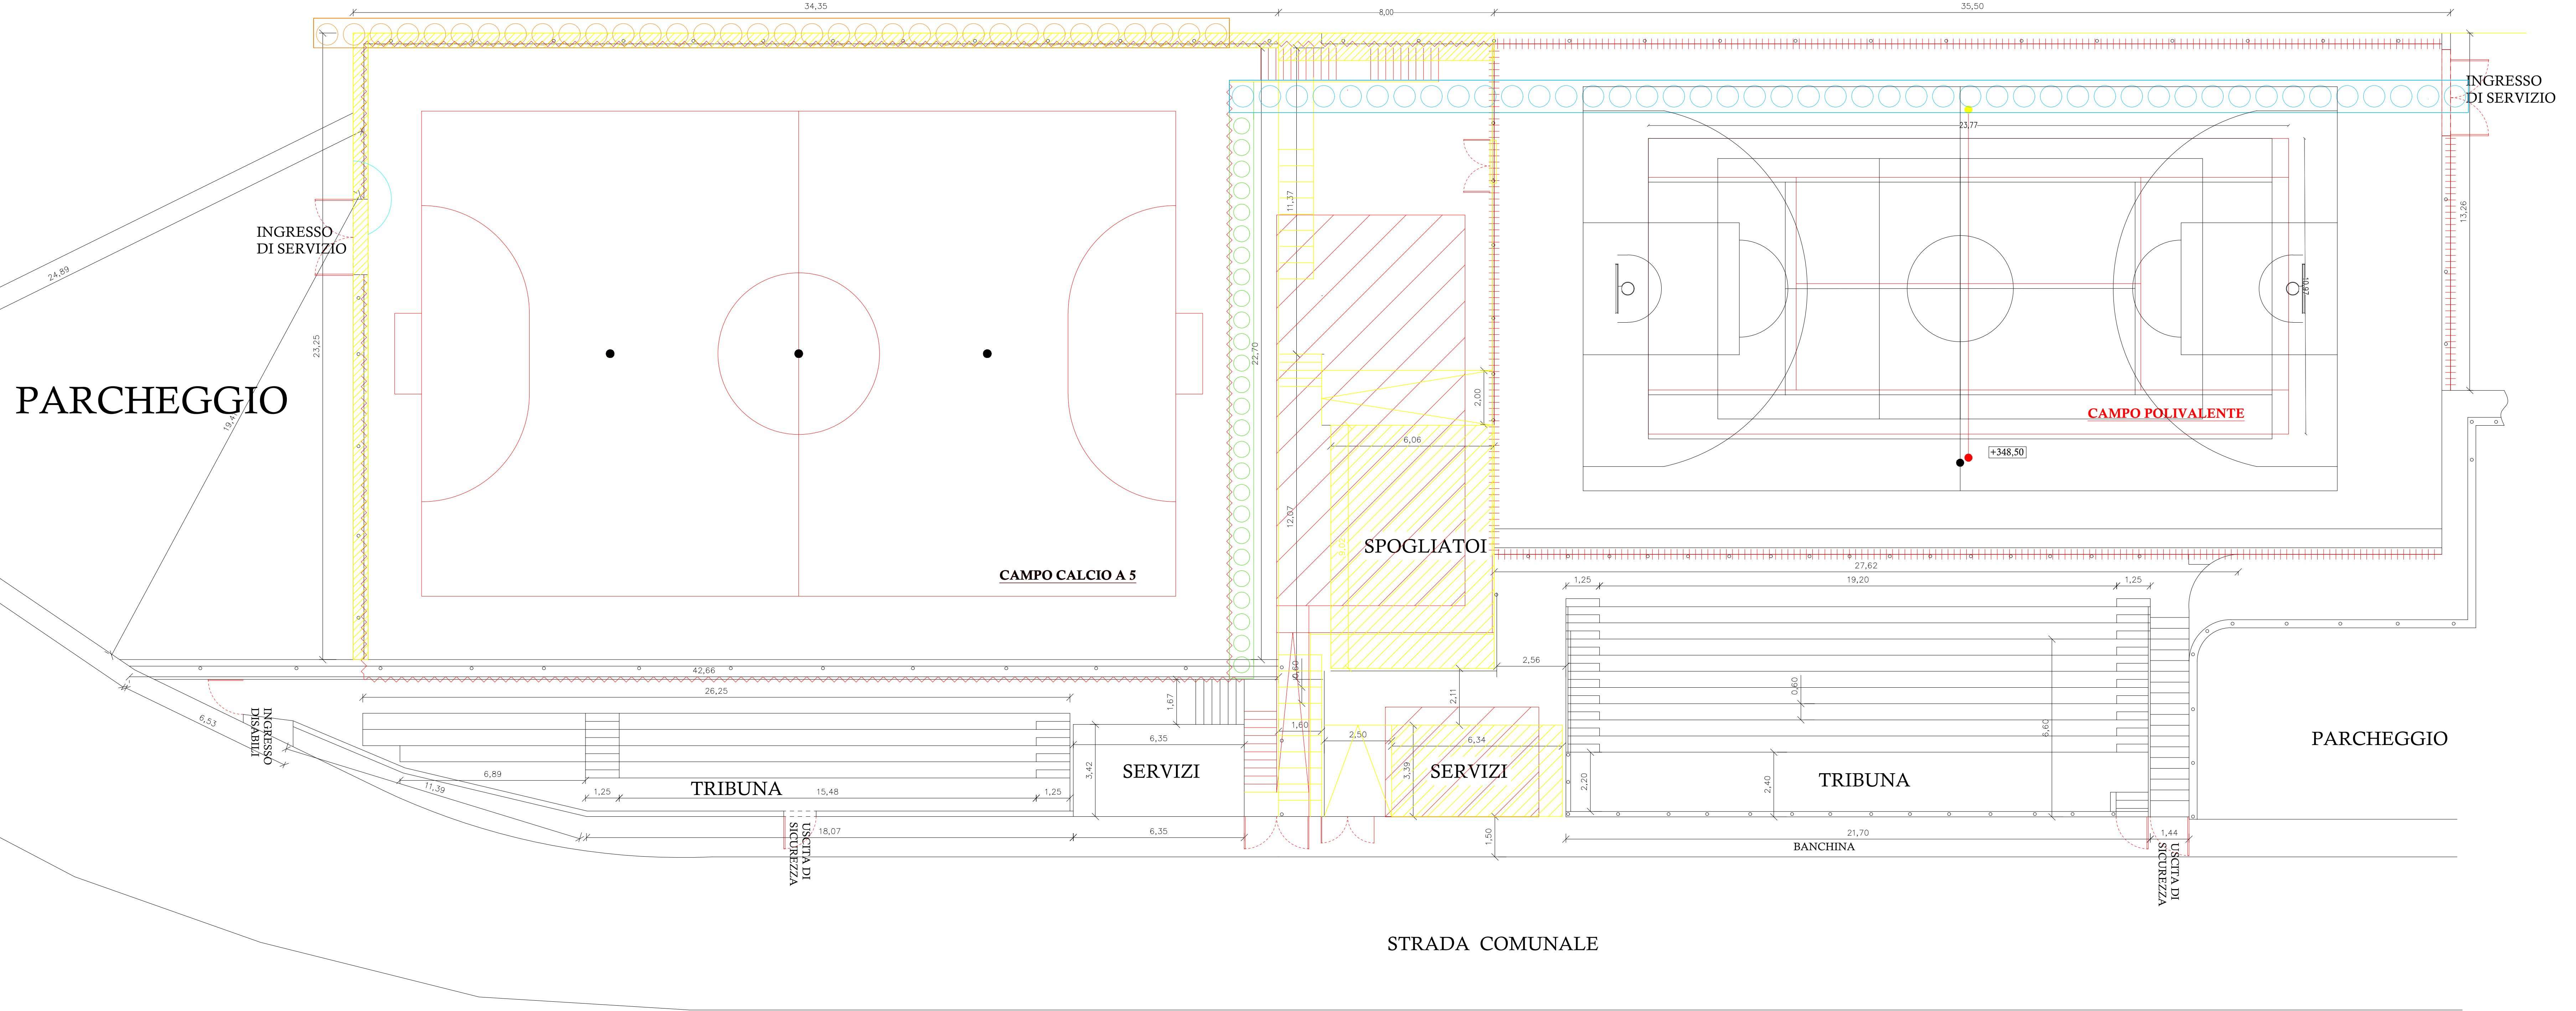 34,35
8,00
35,50
INGRESSO
DI SERVIZIO
23,77
11,37
13,26
INGRESSO
DI SERVIZIO
24,89
10,97
23,25
22,70
PARCHEGGIO
2,00
CAMPO POLIVALENTE
6,06
+348,50
12,07
SPOGLIATOI
CAMPO CALCIO A 5
27,62
1,25
19,20
1,25
2,56
42,66
0,60
26,25
1,67
2,11
0,60
6,60
6,53
INGRESSO
DISABILI
1,60
2,50
6,34
6,35
PARCHEGGIO
3,42
SERVIZI
3,39
SERVIZI
6,89
11,39
TRIBUNA
2,20
2,40
TRIBUNA
1,25
15,48
1,25
18,07
6,35
1,50
21,70
1,44
USCITA DI
SICUREZZA
BANCHINA
USCITA DI
SICUREZZA
STRADA COMUNALE